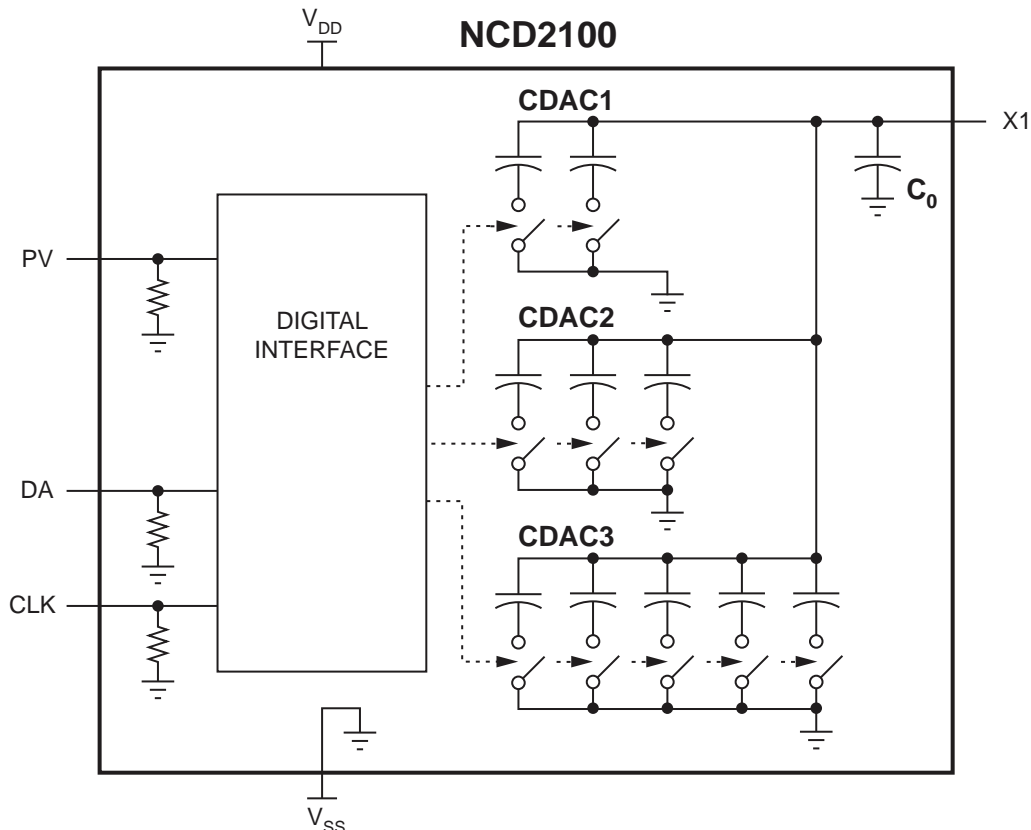 V_DD
NCD2100
CDAC1
X1
C_0
PV
DIGITAL
INTERFACE
CDAC2
DA
CDAC3
CLK
V_SS